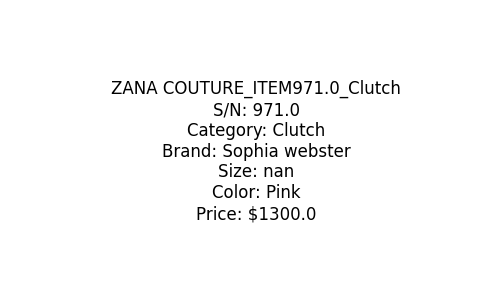 ZANA COUTURE_ITEM971.0_Clutch
S/N: 971.0
Category: Clutch
Brand: Sophia webster
Size: nan
Color: Pink
Price: $1300.0